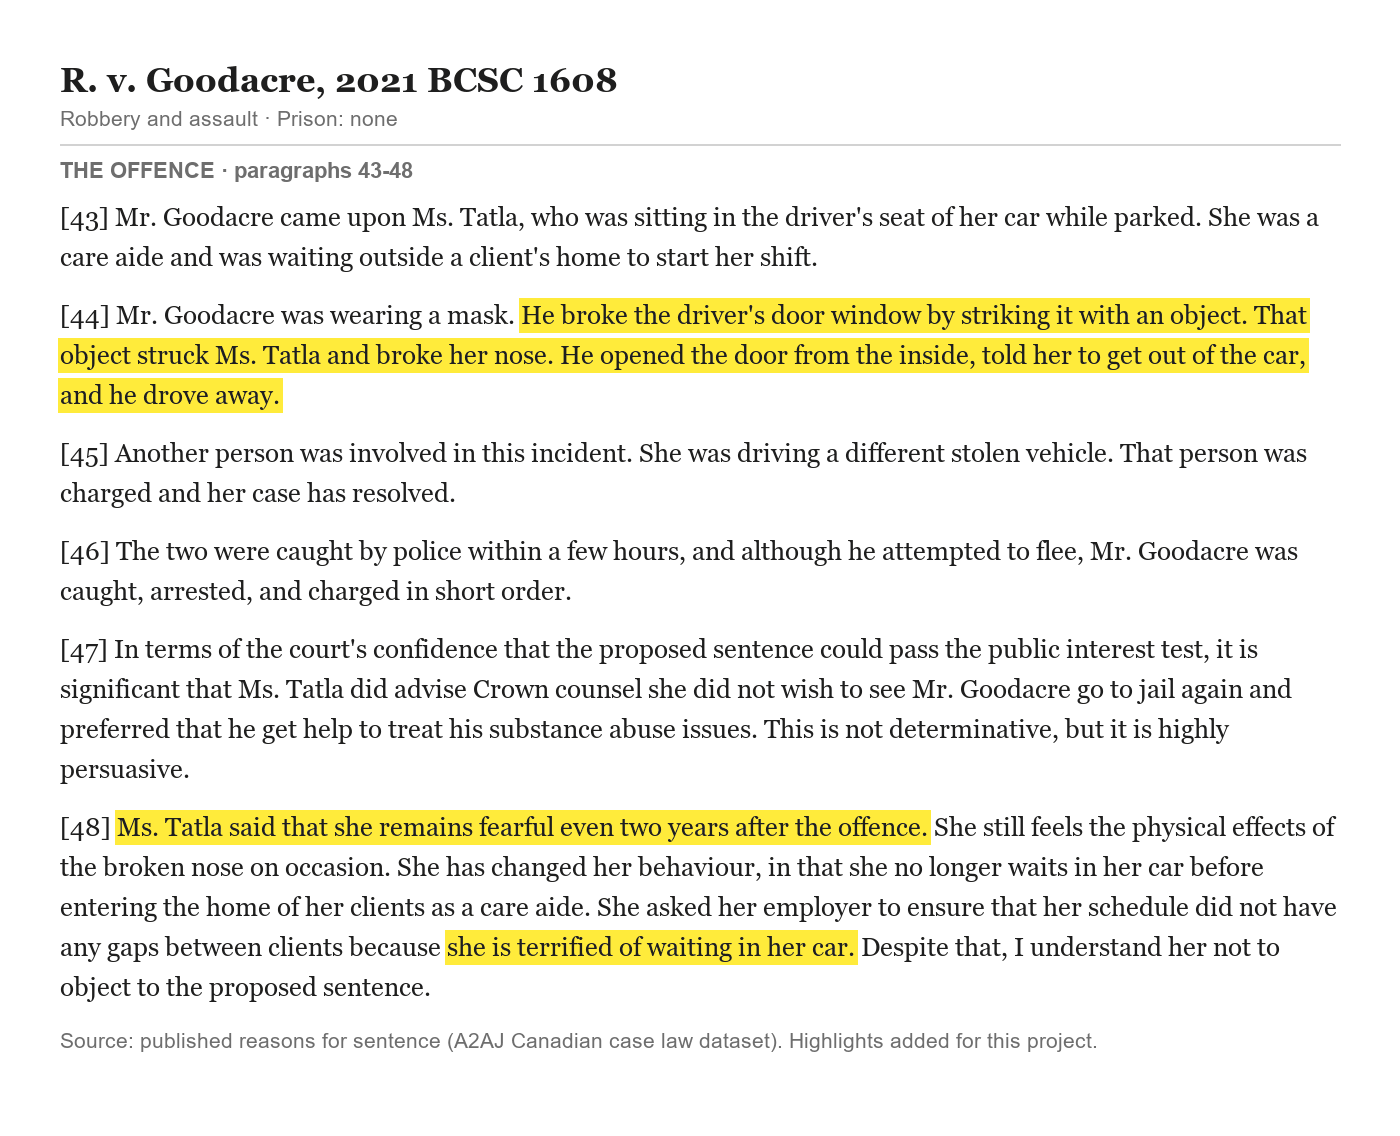 R. v. Goodacre, 2021 BCSC 1608
Robbery and assault · Prison: none
THE OFFENCE · paragraphs 43-48
[43] Mr. Goodacre came upon Ms. Tatla, who was sitting in the driver's seat of her car while parked. She was a
care aide and was waiting outside a client's home to start her shift.
[44] Mr. Goodacre was wearing a mask. He broke the driver's door window by striking it with an object. That
object struck Ms. Tatla and broke her nose. He opened the door from the inside, told her to get out of the car,
and he drove away.
[45] Another person was involved in this incident. She was driving a different stolen vehicle. That person was
charged and her case has resolved.
[46] The two were caught by police within a few hours, and although he attempted to flee, Mr. Goodacre was
caught, arrested, and charged in short order.
[47] In terms of the court's confidence that the proposed sentence could pass the public interest test, it is
significant that Ms. Tatla did advise Crown counsel she did not wish to see Mr. Goodacre go to jail again and
preferred that he get help to treat his substance abuse issues. This is not determinative, but it is highly
persuasive.
[48] Ms. Tatla said that she remains fearful even two years after the offence. She still feels the physical effects of
the broken nose on occasion. She has changed her behaviour, in that she no longer waits in her car before
entering the home of her clients as a care aide. She asked her employer to ensure that her schedule did not have
any gaps between clients because she is terrified of waiting in her car. Despite that, I understand her not to
object to the proposed sentence.
Source: published reasons for sentence (A2AJ Canadian case law dataset). Highlights added for this project.